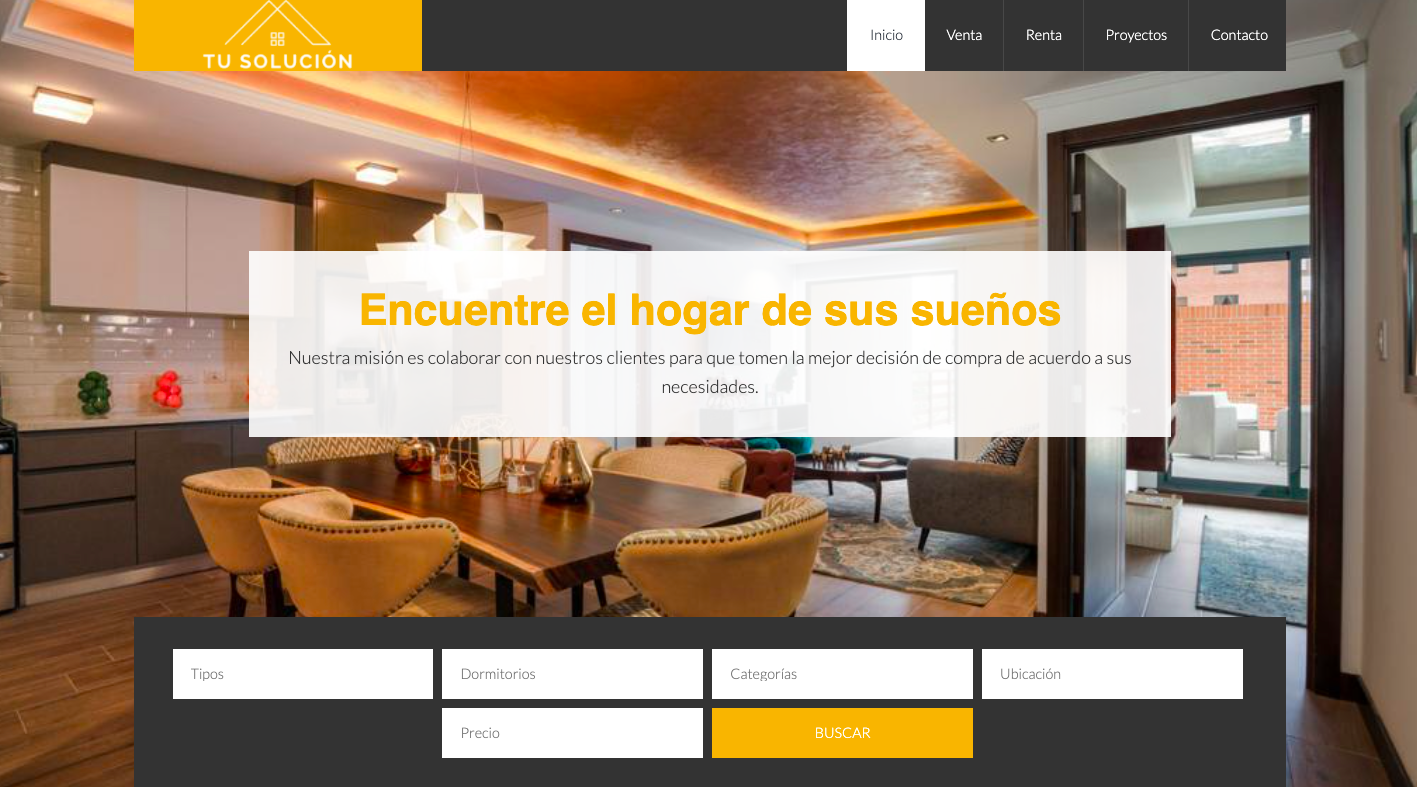 TU SOLUCIÓN
Inicio
Venta
Renta
Proyectos
Contacto
Encuentre el hogar de sus sueños
Nuestra misión es colaborar con nuestros clientes para que tomen la mejor decisión de compra de acuerdo a sus
necesidades.
Tipos
Dormitorios
Categorías
Ubicación
Precio
BUSCAR